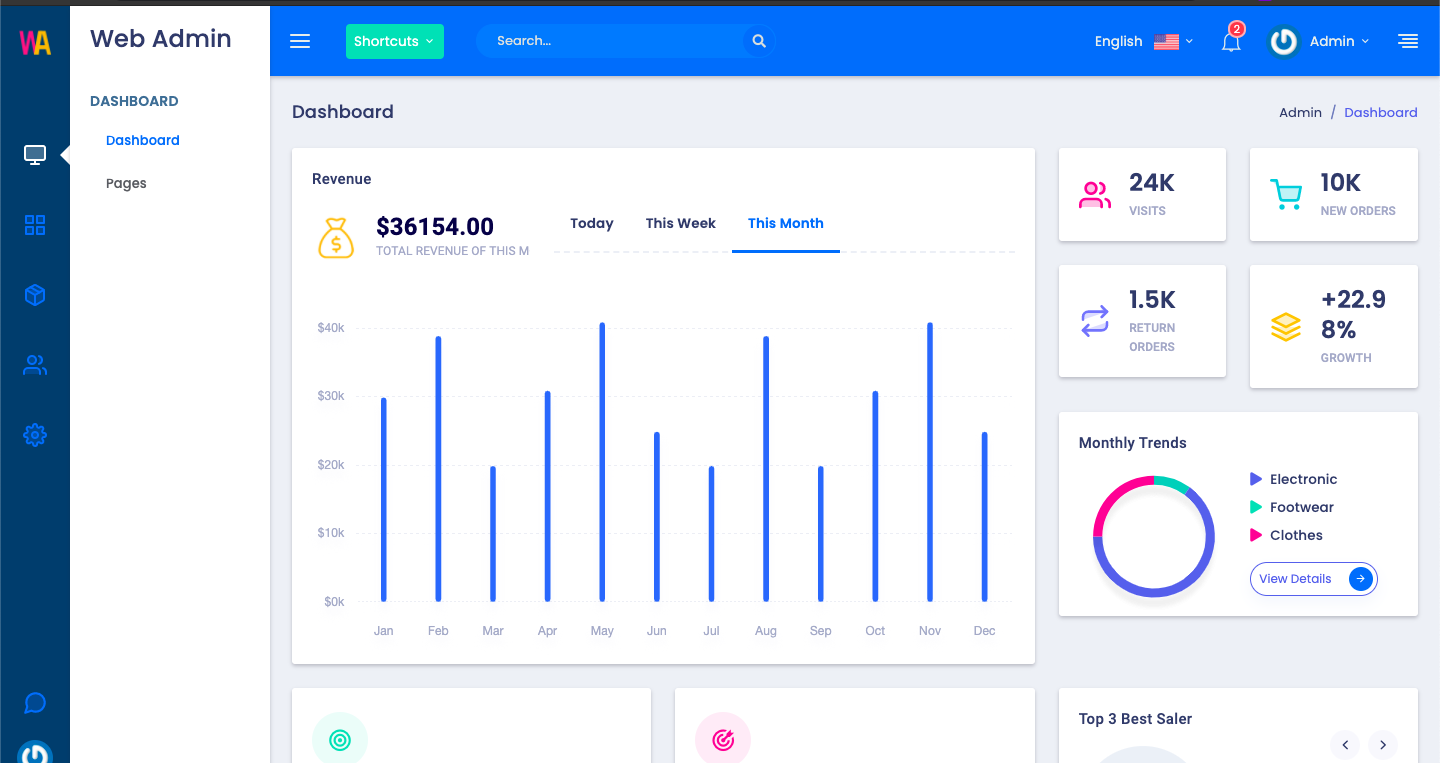 WA
Web Admin
Shortcuts
Search...
English
2
Admin
DASHBOARD
Dashboard
Pages
Dashboard
Admin / Dashboard
Revenue
$36154.00
TOTAL REVENUE OF THIS M
Today
This Week
This Month
$40k
$30k
$20k
$10k
$0k
Jan
Feb
Mar
Apr
May
Jun
Jul
Aug
Sep
Oct
Nov
Dec
24K
VISITS
10K
NEW ORDERS
1.5K
RETURN
ORDERS
+22.9
8%
GROWTH
Monthly Trends
Electronic
Footwear
Clothes
View Details
Top 3 Best Saler